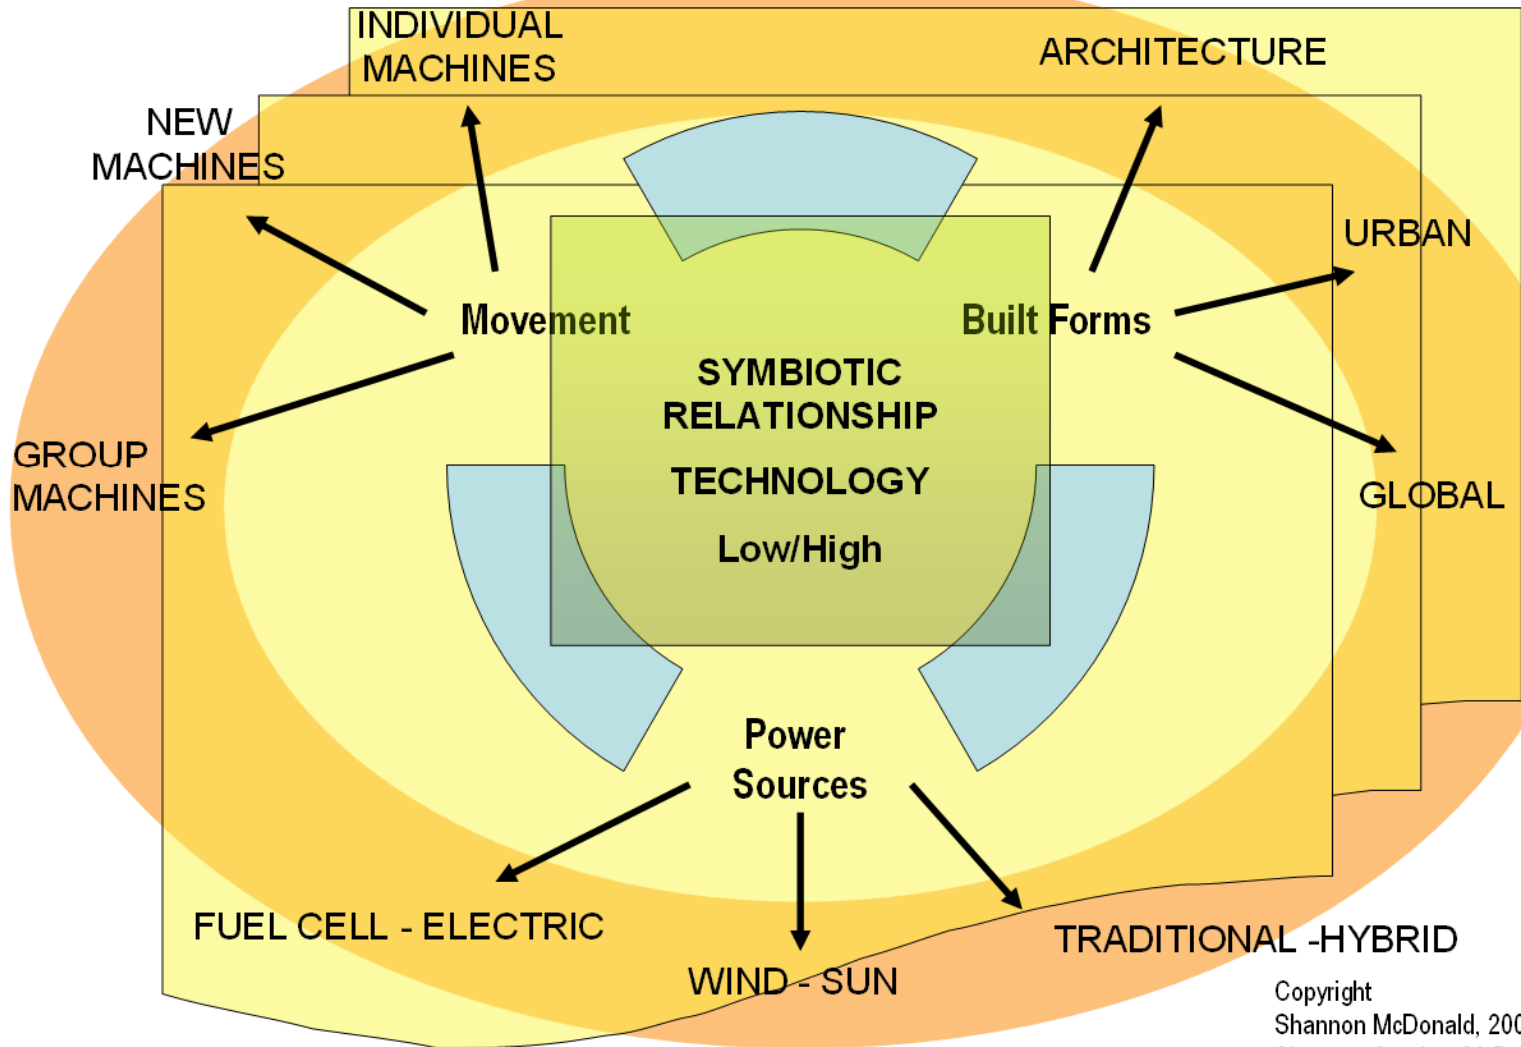 INDIVIDUAL
MACHINES
ARCHITECTURE
NEW
MACHINES
URBAN
Movement
Built Forms
SYMBIOTIC
RELATIONSHIP
TECHNOLOGY
Low/High
GROUP
MACHINES
GLOBAL
Power
Sources
FUEL CELL - ELECTRIC
WIND - SUN
TRADITIONAL -HYBRID
Copyright
Shannon McDonald, 200